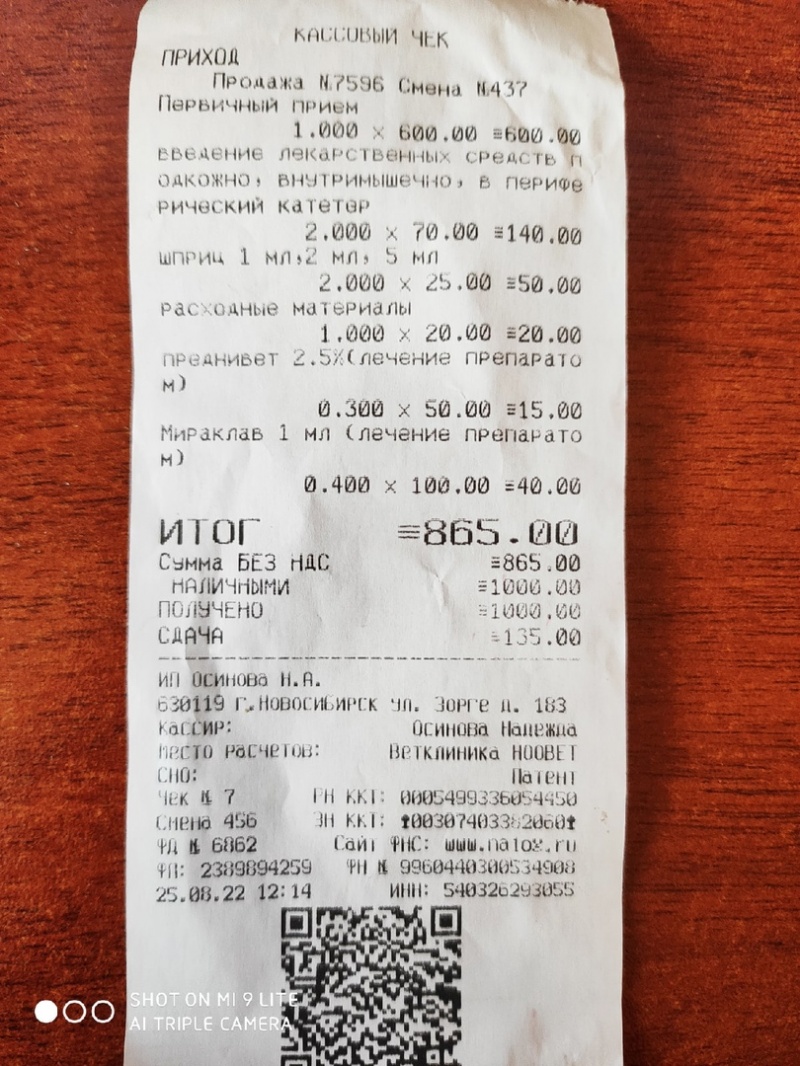 КАССОВЫЙ ЧЕК
ПРИХОД
Продажа №7596 Смена №437
Первичный прием
1.000 × 600.00 ≡600.00
введение лекарственных средств п
одкожно, внутримышечно, в перифе
рический катетер
2.000 × 70.00 ≡140.00
шприц 1 мл,2 мл, 5 мл
2.000 × 25.00 ≡50.00
расходные материалы
1.000 × 20.00 ≡20.00
преднивет 2.5%(лечение препарато
м)
0.300 × 50.00 ≡15.00
Мираклав 1 мл (лечение препарато
м)
0.400 × 100.00 ≡40.00
ИТОГ ≡865.00
Сумма БЕЗ НДС ≡865.00
НАЛИЧНЫМИ ≡1000.00
ПОЛУЧЕНО ≡1000.00
СДАЧА ≡135.00
ИП Осинова Н.А.
630119 г.Новосибирск ул. Зорге д. 183
Кассир: Осинова Надежда
Место расчетов: Ветклиника НООВЕТ
СНО: Патент
Чек № 7 РН ККТ: 0005499336054450
Смена 456 ЗН ККТ:
ФД № 6862 Сайт ФНС: www.nalog.ru
ФП: 2389894259 ФН № 9960440300534908
25.08.22 12:14 ИНН: 540326293055
SHOT ON MI 9 LITE
AI TRIPLE CAMERA